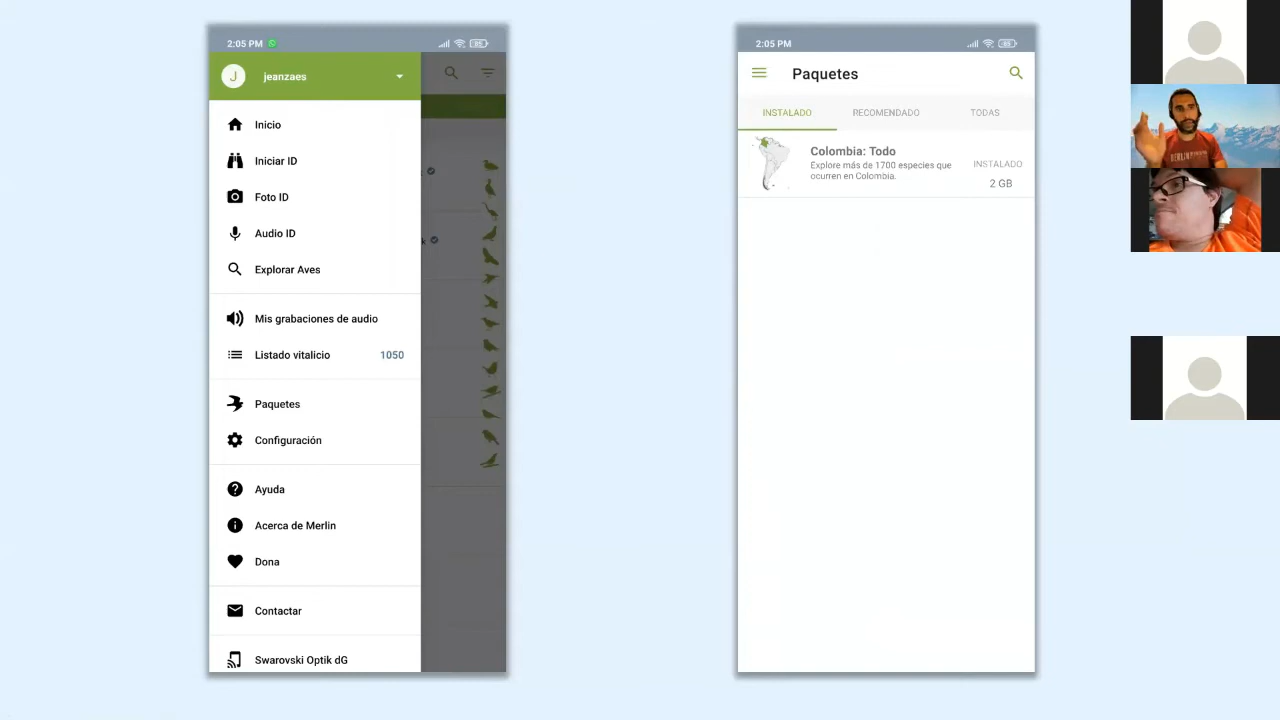 2:05 PM
J
jeanzaes
Inicio
Iniciar ID
Foto ID
Audio ID
Explorar Aves
Mis grabaciones de audio
Listado vitalicio 1050
Paquetes
Configuración
Ayuda
Acerca de Merlin
Dona
Contactar
Swarovski Optik dG
k
2:05 PM
Paquetes
INSTALADO RECOMENDADO TODAS
Colombia: Todo
Explore más de 1700 especies que
ocurren en Colombia.
INSTALADO
2 GB
BERLIN